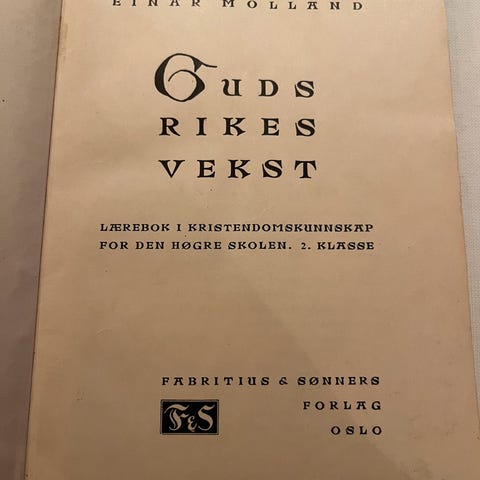 EINAR MOLLAND
GUDS
RIKES
VEKST
LÆREBOK I KRISTENDOMSKUNNSKAP
FOR DEN HØGRE SKOLEN. 2. KLASSE
FABRITIUS & SØNNERS
FORLAG
OSLO
F&S